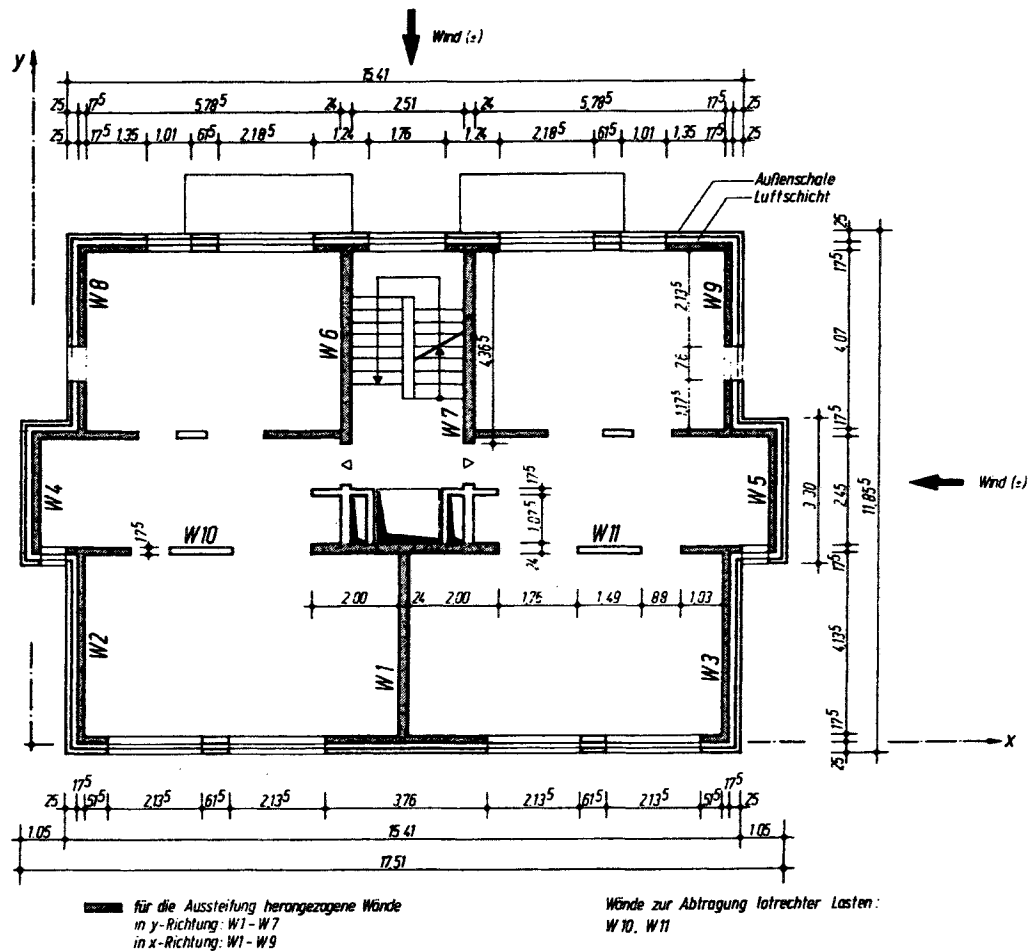 Wind (±)
y
15.41
25 17⁵ 5,78⁵ 24 2,51 24 5,78⁵ 17⁵ 25
25 17⁵ 1,35 1,01 61⁵ 2,18⁵ 1,24 1,76 1,24 2,18⁵ 61⁵ 1,01 1,35 17⁵ 25
Außenschale
Luftschicht
W8
W6
W7
W9
4,36⁵
2,13⁵
76
1,17⁵
25
17⁵
4,07
17⁵
2,45
17⁵
4,13⁵
17⁵
25
3,30
11,85⁵
W4
W5
Wind (±)
17⁵
W10
W11
17⁵
1,07⁵
24
2,00 24 2,00 1,76 1,49 88 1,03
W2
W1
W3
x
25 17⁵ 51⁵ 2,13⁵ 61⁵ 2,13⁵ 3,76 2,13⁵ 61⁵ 2,13⁵ 51⁵ 17⁵ 25
1.05 15.41 1.05
17.51
für die Aussteifung herangezogene Wände
in y-Richtung: W1 - W7
in x-Richtung: W1 - W9
Wände zur Abtragung lotrechter Lasten:
W10, W11